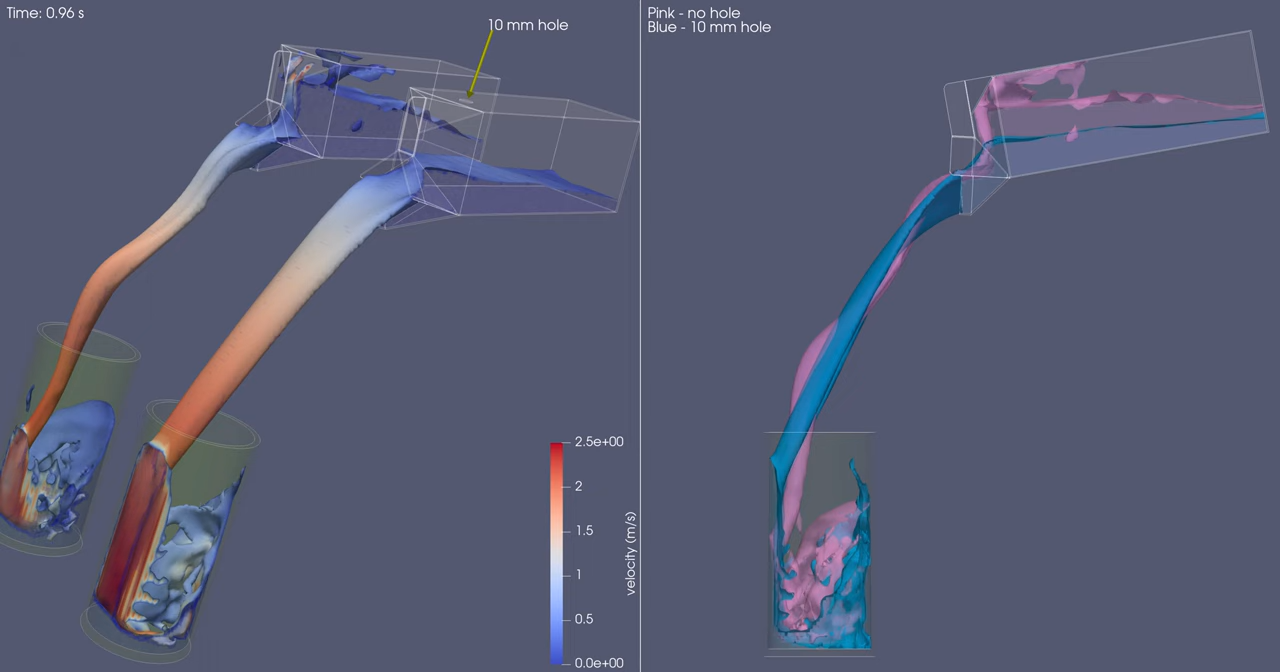 Time: 0.96 s
10 mm hole
Pink - no hole
Blue - 10 mm hole
2.5e+00
2
1.5
1
0.5
0.0e+00
velocity (m/s)